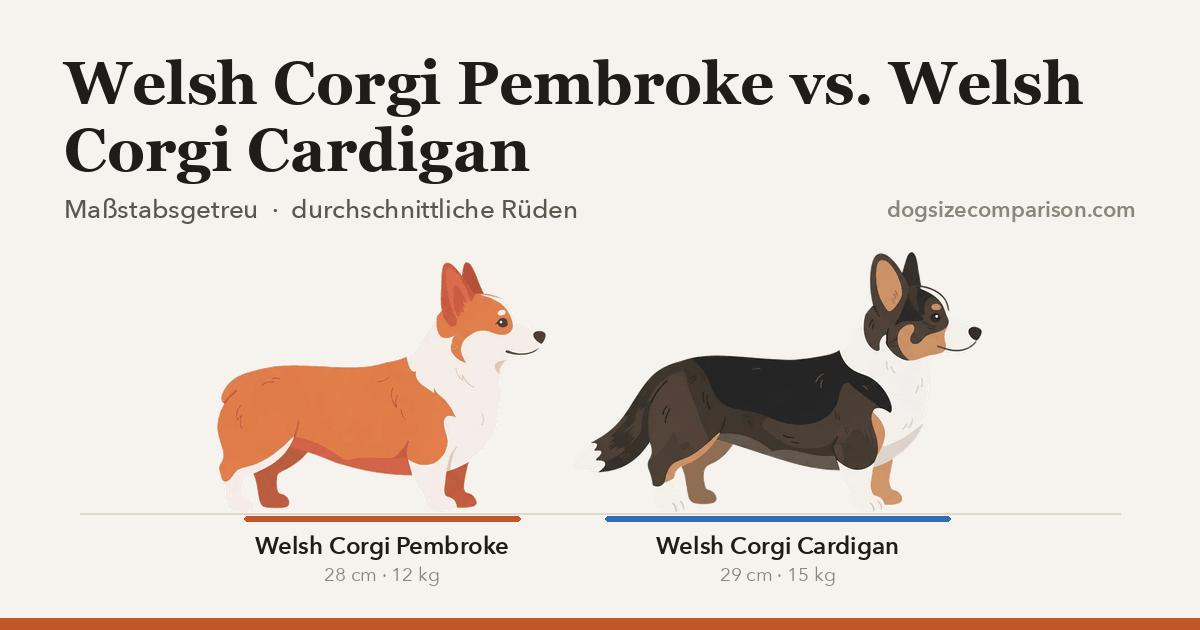 Welsh Corgi Pembroke vs. Welsh
Corgi Cardigan
Maßstabsgetreu · durchschnittliche Rüden
dogsizecomparison.com
Welsh Corgi Pembroke
28 cm · 12 kg
Welsh Corgi Cardigan
29 cm · 15 kg